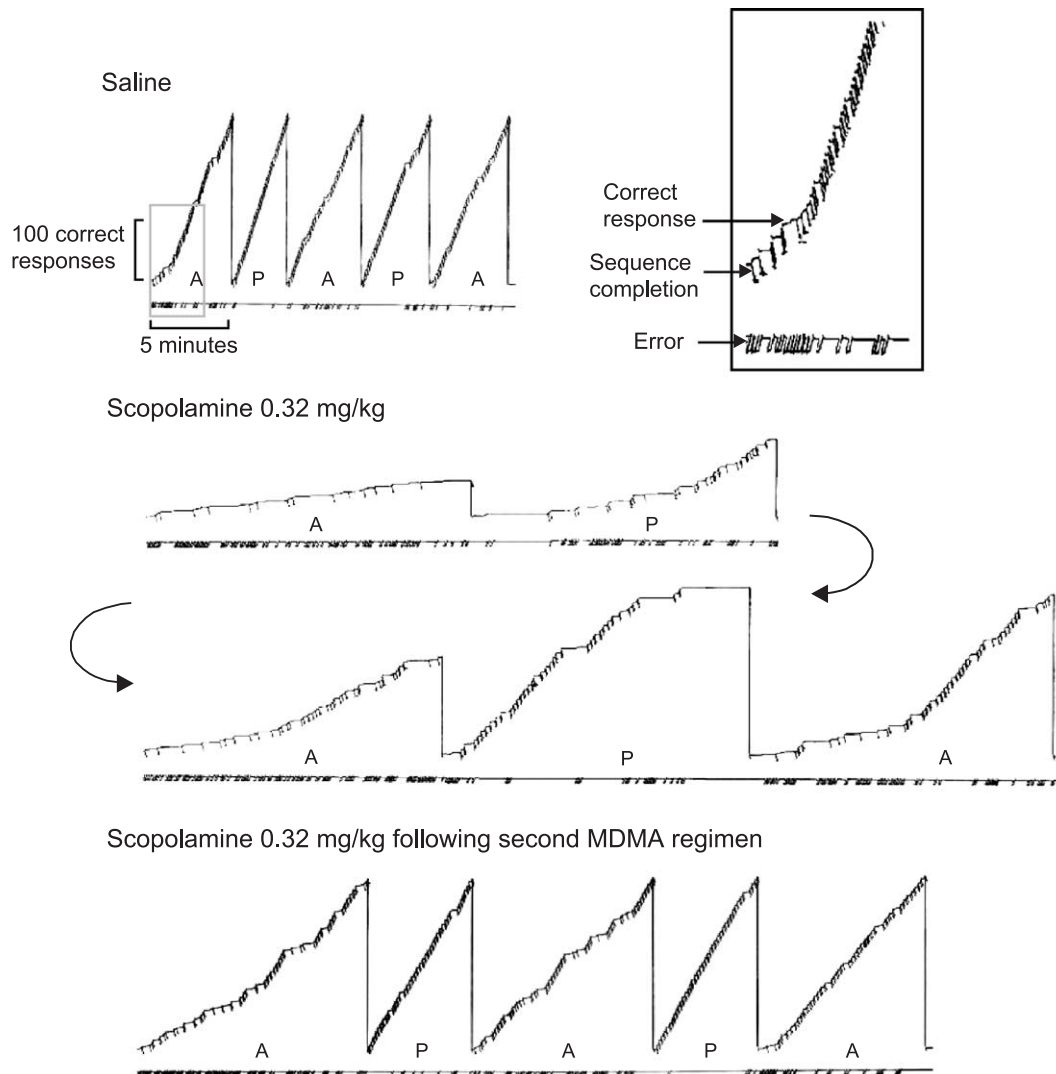 Saline
100 correct
responses
A P A P A
5 minutes
Correct
response
Sequence
completion
Error
Scopolamine 0.32 mg/kg
A P
A P A
Scopolamine 0.32 mg/kg following second MDMA regimen
A P A P A